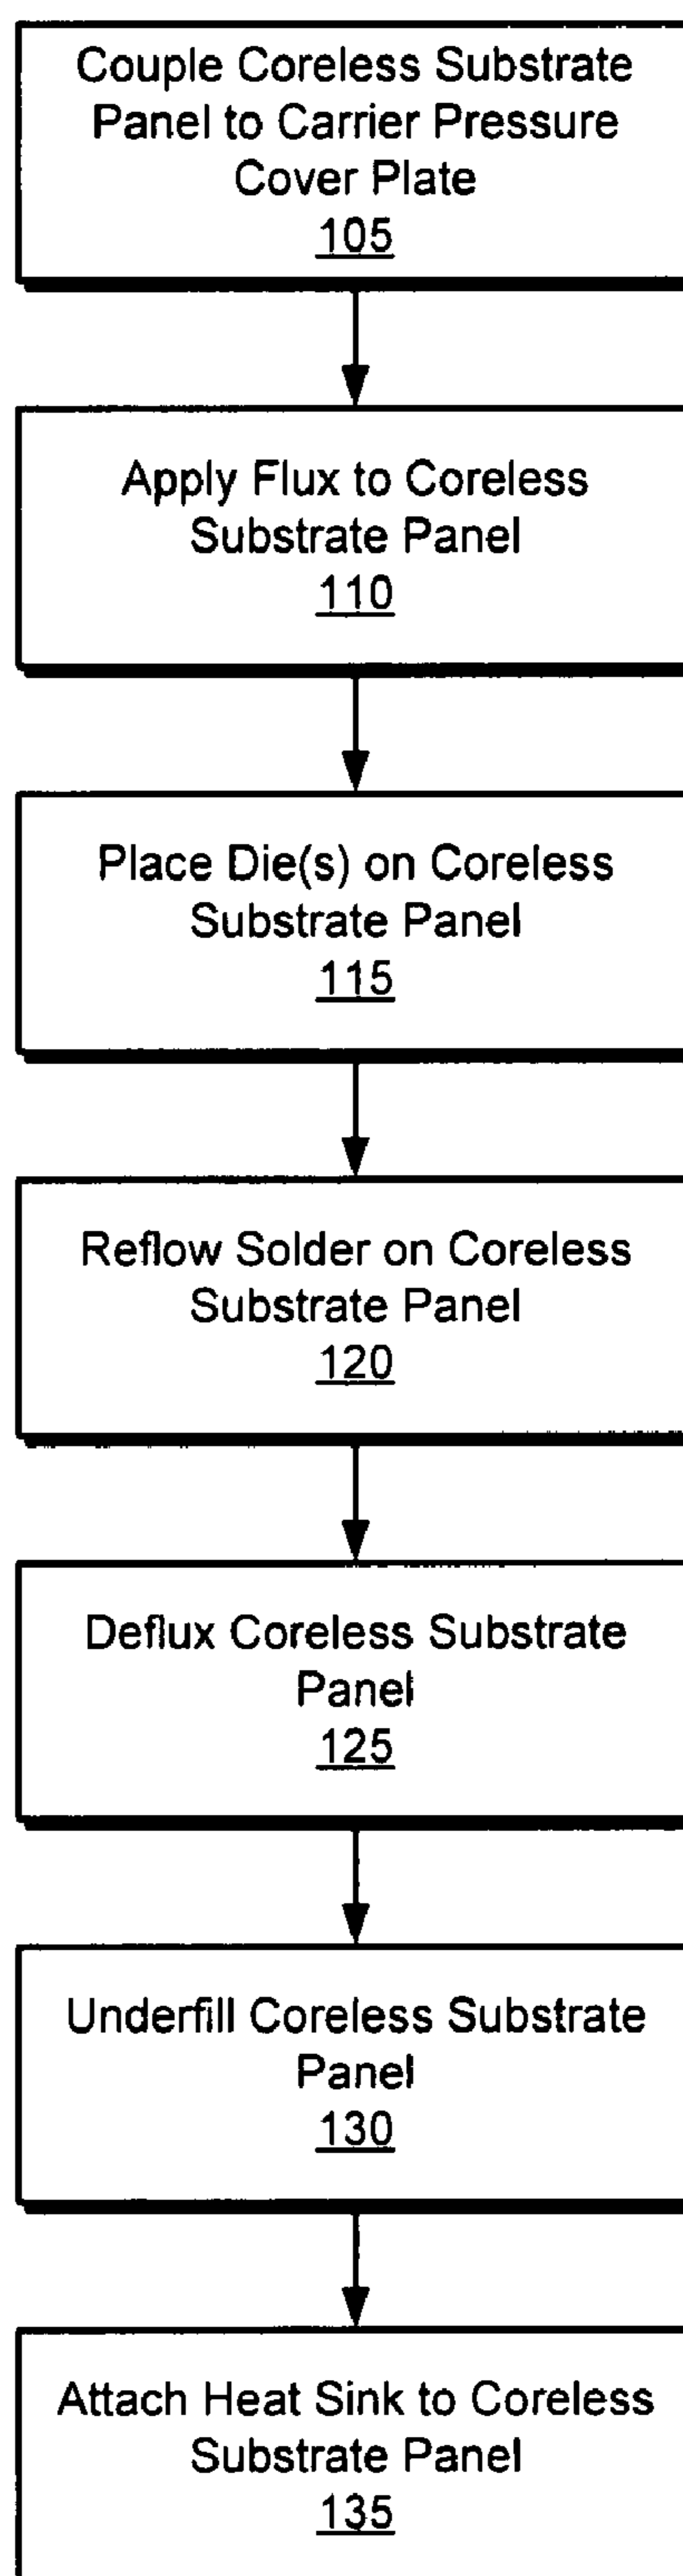 Couple Coreless Substrate
Panel to Carrier Pressure
Cover Plate
105
Apply Flux to Coreless
Substrate Panel
110
Place Die(s) on Coreless
Substrate Panel
115
Reflow Solder on Coreless
Substrate Panel
120
Deflux Coreless Substrate
Panel
125
Underfill Coreless Substrate
Panel
130
Attach Heat Sink to Coreless
Substrate Panel
135